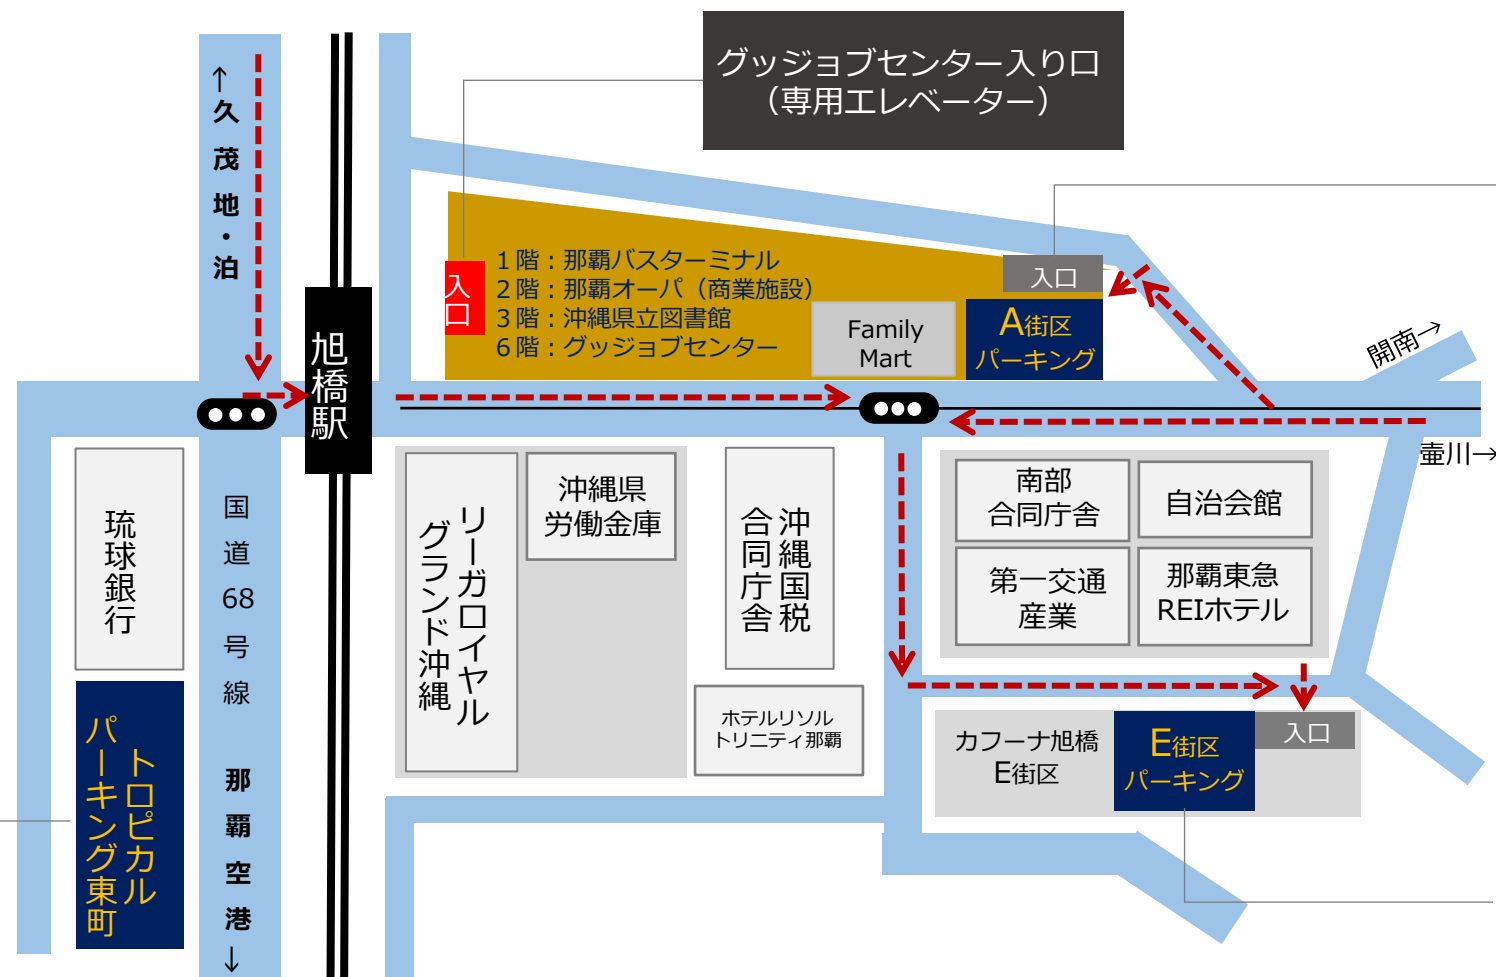 グッジョブセンター入り口
（専用エレベーター）
↑久茂地・泊
入口
1階：那覇バスターミナル
2階：那覇オーパ（商業施設）
3階：沖縄県立図書館
6階：グッジョブセンター
Family
Mart
入口
A街区
パーキング
開南→
旭橋駅
壷川→
琉球銀行
国道68号線
那覇空港↓
リーガロイヤル
グランド沖縄
沖縄県
労働金庫
沖縄国税
合同庁舎
南部
合同庁舎
自治会館
第一交通
産業
那覇東急
REIホテル
ホテルリソル
トリニティ那覇
カフーナ旭橋
E街区
E街区
パーキング
入口
トロピカル
パーキング東町